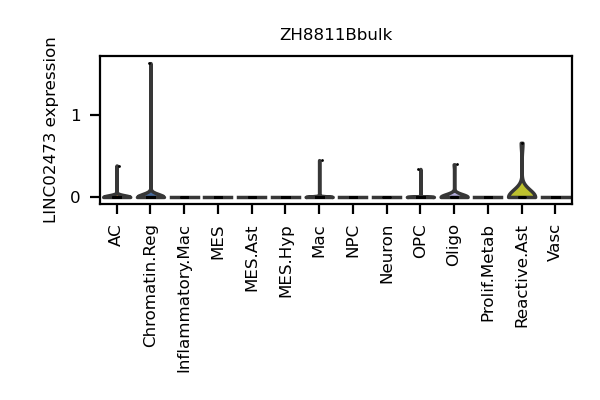 ZH8811Bbulk
LINC02473 expression
1
0
AC
Chromatin.Reg
Inflammatory.Mac
MES
MES.Ast
MES.Hyp
Mac
NPC
Neuron
OPC
Oligo
Prolif.Metab
Reactive.Ast
Vasc